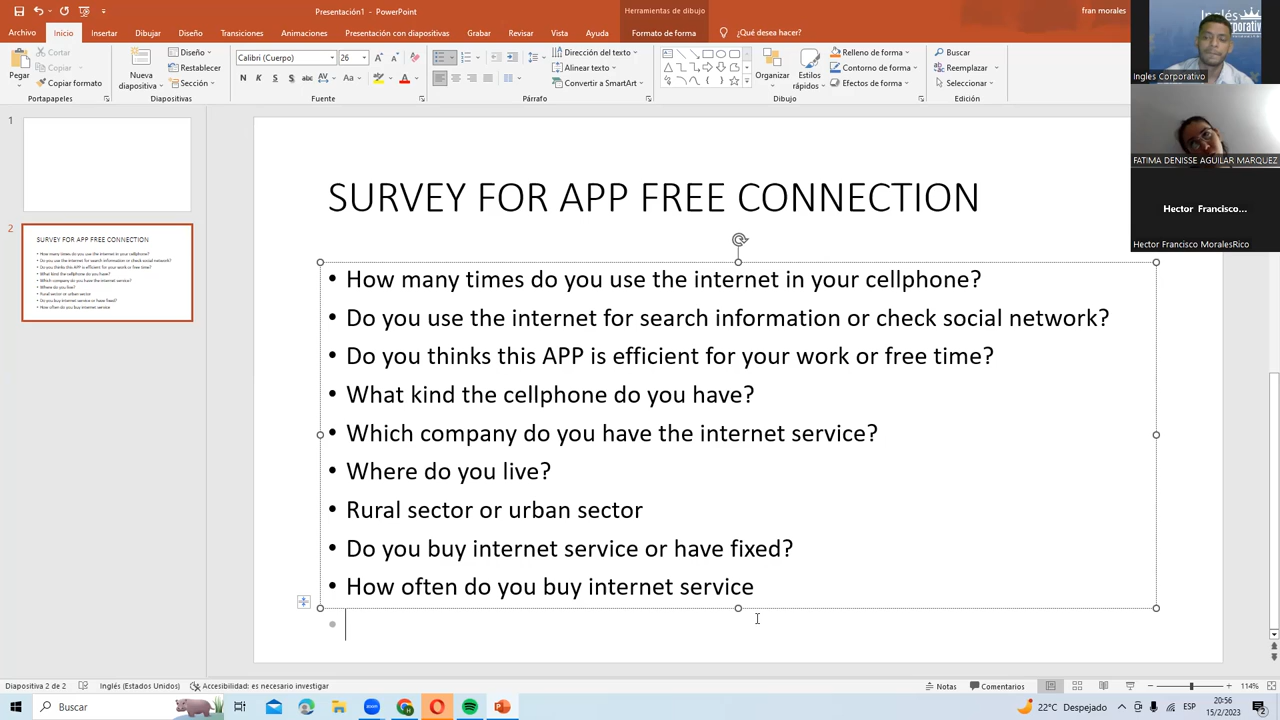 Presentación1 - PowerPoint
Herramientas de dibujo
fran morales
Archivo Inicio Insertar Dibujar Diseño Transiciones Animaciones Presentación con diapositivas Grabar Revisar Vista Ayuda Formato de forma ¿Qué desea hacer?
Pegar
Cortar
Copiar
Copiar formato
Portapapeles
Nueva diapositiva
Diseño
Restablecer
Sección
Diapositivas
Calibri (Cuerpo) 26
N K S S abc AV Aa A
Fuente
Párrafo
Dirección del texto
Alinear texto
Convertir a SmartArt
Organizar
Estilos rápidos
Relleno de forma
Contorno de forma
Efectos de forma
Dibujo
Buscar
Reemplazar
Seleccionar
Edición
Inglés
Corporativo
Ingles Corporativo
FATIMA DENISSE AGUILAR MARQUEZ
Hector Francisco...
Hector Francisco MoralesRico
1
2
SURVEY FOR APP FREE CONNECTION
• How many times do you use the internet in your cellphone?
• Do you use the internet for search information or check social network?
• Do you thinks this APP is efficient for your work or free time?
• What kind the cellphone do you have?
• Which company do you have the internet service?
• Where do you live?
• Rural sector or urban sector
• Do you buy internet service or have fixed?
• How often do you buy internet service
SURVEY FOR APP FREE CONNECTION
• How many times do you use the internet in your cellphone?
• Do you use the internet for search information or check social network?
• Do you thinks this APP is efficient for your work or free time?
• What kind the cellphone do you have?
• Which company do you have the internet service?
• Where do you live?
• Rural sector or urban sector
• Do you buy internet service or have fixed?
• How often do you buy internet service
Diapositiva 2 de 2 Inglés (Estados Unidos) Accesibilidad: es necesario investigar
Notas Comentarios 114%
Buscar
22°C Despejado ESP 20:56
15/2/2023